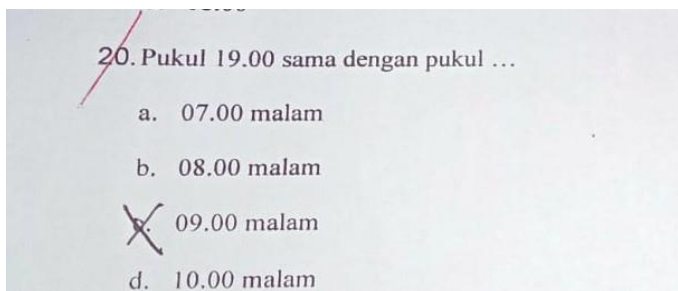 20. Pukul 19.00 sama dengan pukul ...
a. 07.00 malam
b. 08.00 malam
c. 09.00 malam
d. 10.00 malam